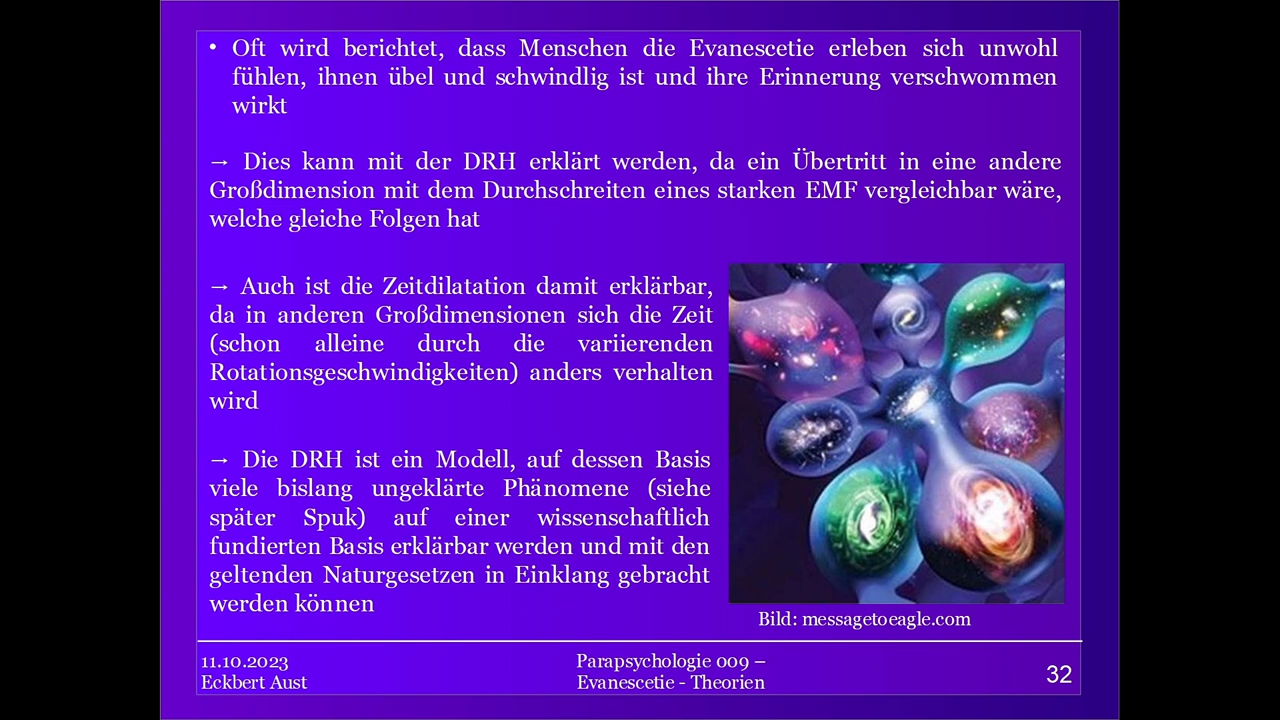 • Oft wird berichtet, dass Menschen die Evanescetie erleben sich unwohl
fühlen, ihnen übel und schwindlig ist und ihre Erinnerung verschwommen
wirkt
→ Dies kann mit der DRH erklärt werden, da ein Übertritt in eine andere
Großdimension mit dem Durchschreiten eines starken EMF vergleichbar wäre,
welche gleiche Folgen hat
→ Auch ist die Zeitdilatation damit erklärbar,
da in anderen Großdimensionen sich die Zeit
(schon alleine durch die variierenden
Rotationsgeschwindigkeiten) anders verhalten
wird
→ Die DRH ist ein Modell, auf dessen Basis
viele bislang ungeklärte Phänomene (siehe
später Spuk) auf einer wissenschaftlich
fundierten Basis erklärbar werden und mit den
geltenden Naturgesetzen in Einklang gebracht
werden können
Bild: messagetoeagle.com
11.10.2023
Eckbert Aust
Parapsychologie 009 –
Evanescetie - Theorien
32